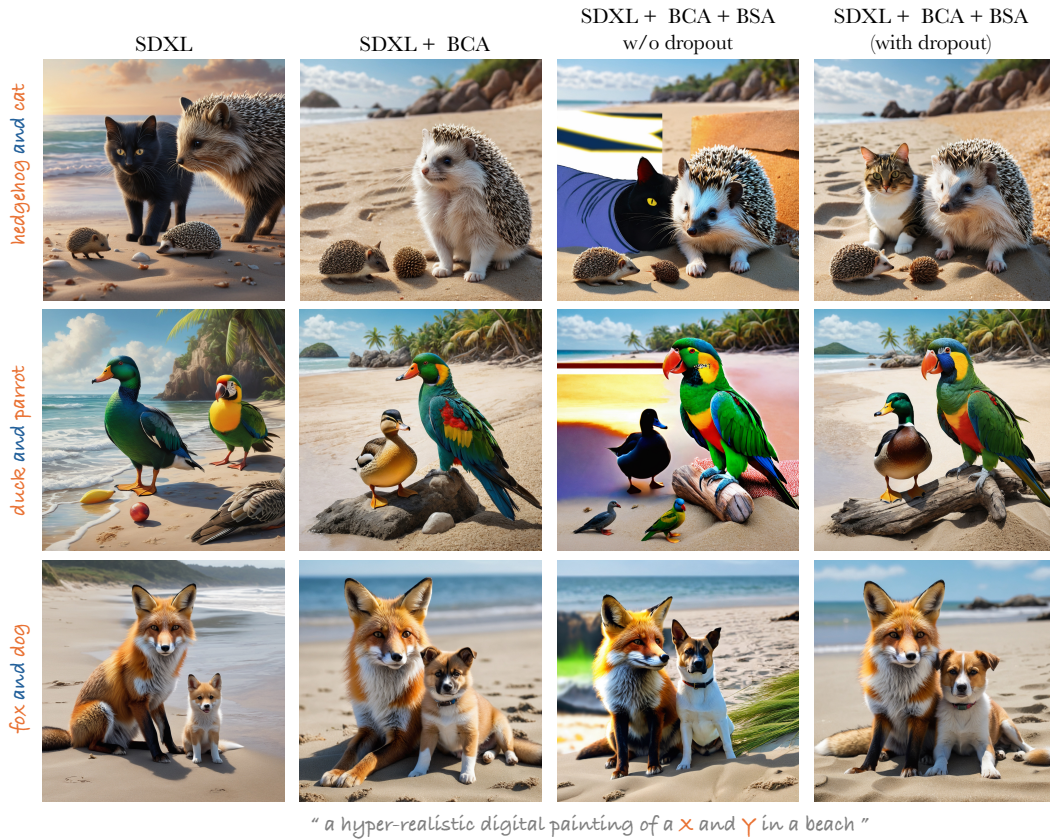 SDXL
SDXL + BCA
SDXL + BCA + BSA
w/o dropout
SDXL + BCA + BSA
(with dropout)
hedgehog and cat
duck and parrot
fox and dog
“ a hyper-realistic digital painting of a X and Y in a beach ”